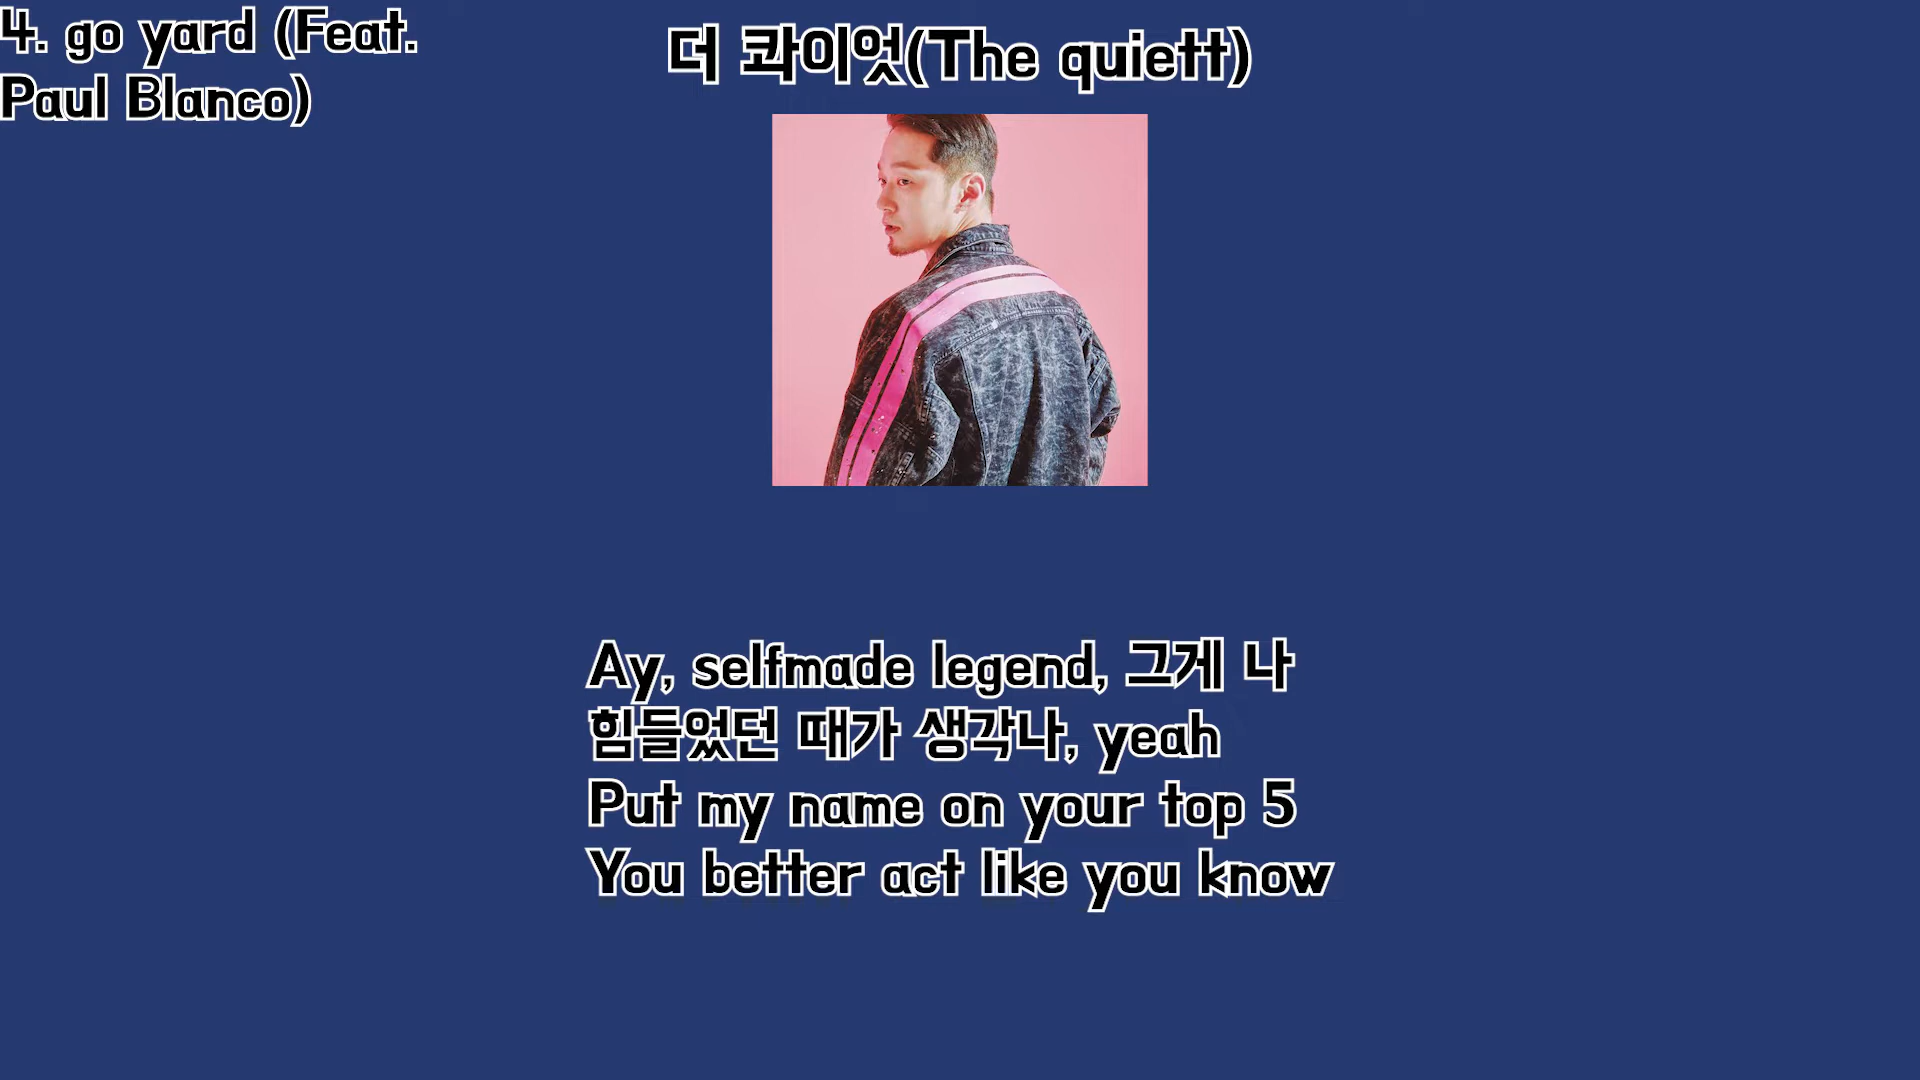 4. go yard (Feat.
Paul Blanco)
더 콰이엇(The quiett)
Ay, selfmade legend, 그게 나
힘들었던 때가 생각나, yeah
Put my name on your top 5
You better act like you know